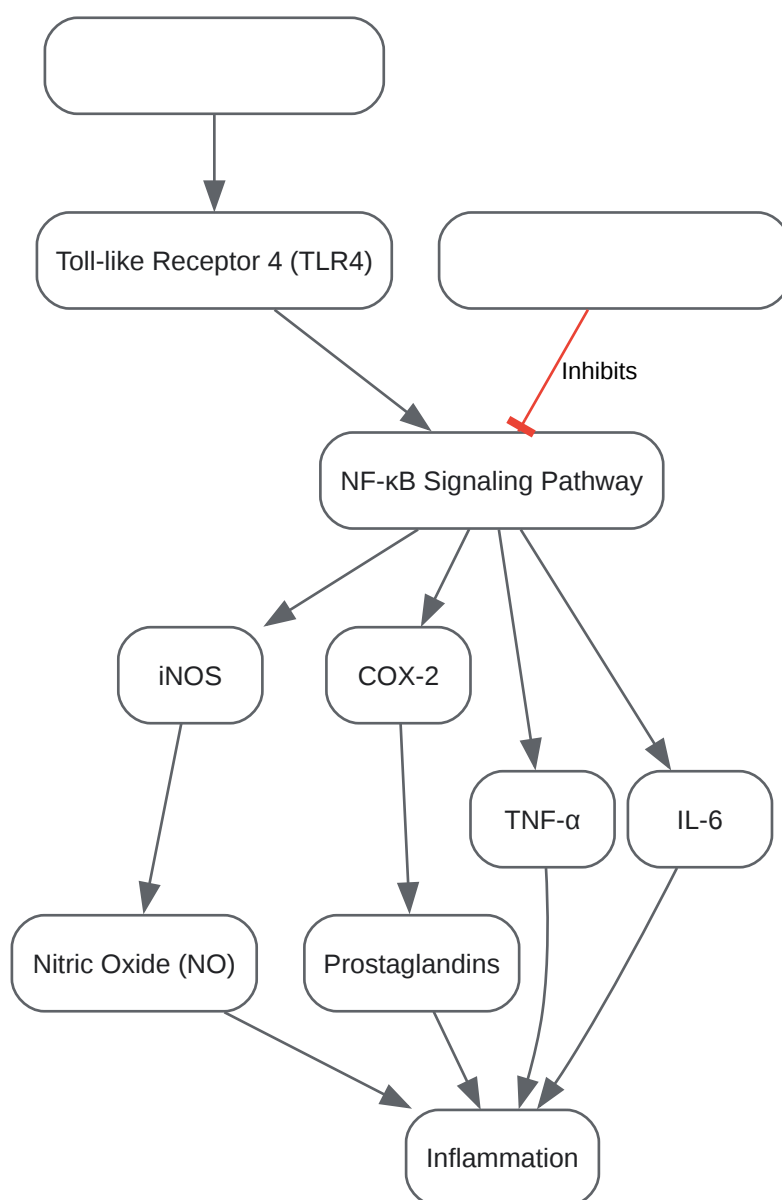 Toll-like Receptor 4 (TLR4)
Inhibits
NF-κB Signaling Pathway
iNOS
COX-2
TNF-α
IL-6
Nitric Oxide (NO)
Prostaglandins
Inflammation